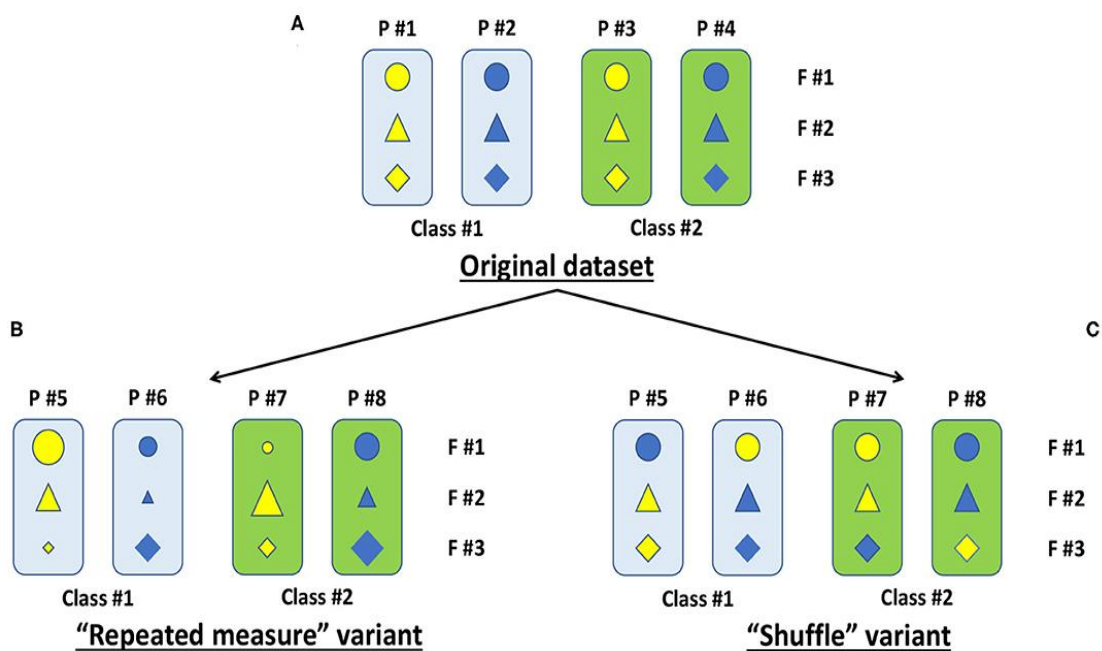 A
P #1 P #2 P #3 P #4
F #1
F #2
F #3
Class #1 Class #2
Original dataset
B
P #5 P #6 P #7 P #8
F #1
F #2
F #3
Class #1 Class #2
“Repeated measure” variant
C
P #5 P #6 P #7 P #8
F #1
F #2
F #3
Class #1 Class #2
“Shuffle” variant